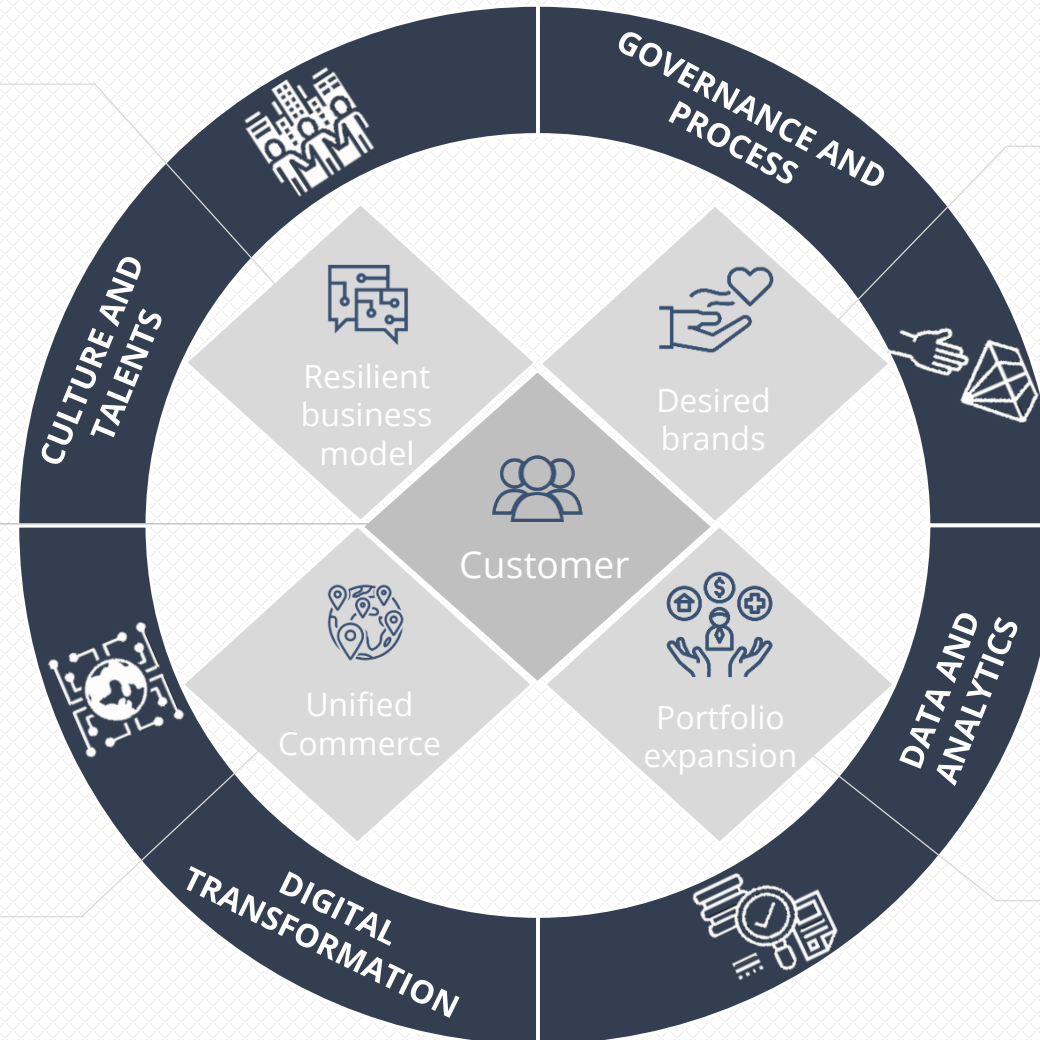 GOVERNANCE AND
PROCESS
CULTURE AND
TALENTS
Resilient
business
model
Desired
brands
Customer
Unified
Commerce
Portfolio
expansion
DATA AND
ANALYTICS
DIGITAL
TRANSFORMATION